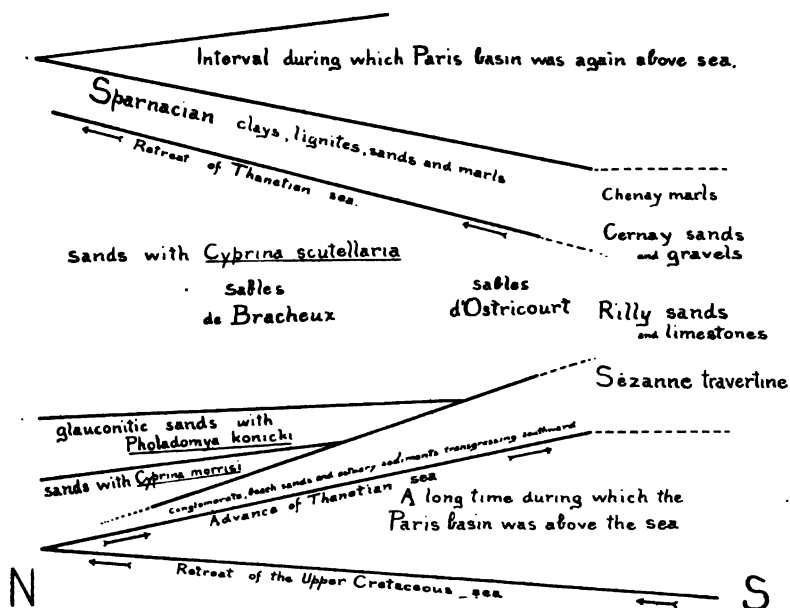 Interval during which Paris basin was again above sea.
Sparnacian clays, lignites, sands and marls
Retreat of Thanetian sea.
Chenay marls
Cernay sands
and gravels
sands with Cyprina scutellaria
sables
de Bracheux
sables
d'Ostricourt
Rilly sands
and limestones
Sézanne travertine
glauconitic sands with
Pholadomya konicki
sands with Cyprina morrisi
conglomerate, beach sands and estuary sediments transgressing southward
Advance of Thanetian sea
A long time during which the
Paris basin was above the sea
Retreat of the Upper Cretaceous sea
N
S